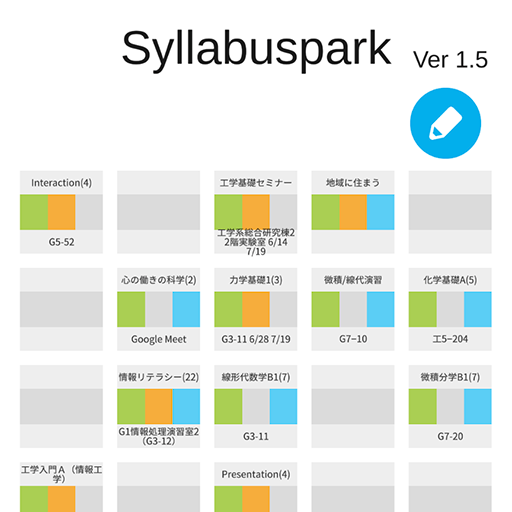 Syllabuspark Ver 1.5
Interaction(4)
G5-52
工学基礎セミナー
工学系総合研究棟2
2階実験室 6/14
7/19
地域に住まう
心の働きの科学(2)
Google Meet
力学基礎1(3)
G3-11 6/28 7/19
微積/線代演習
G7−10
化学基礎A(5)
工5−204
情報リテラシー(22)
G1情報処理演習室2
(G3-12)
線形代数学B1(7)
G3-11
微積分学B1(7)
G7-20
工学入門A（情報工
学）
Presentation(4)